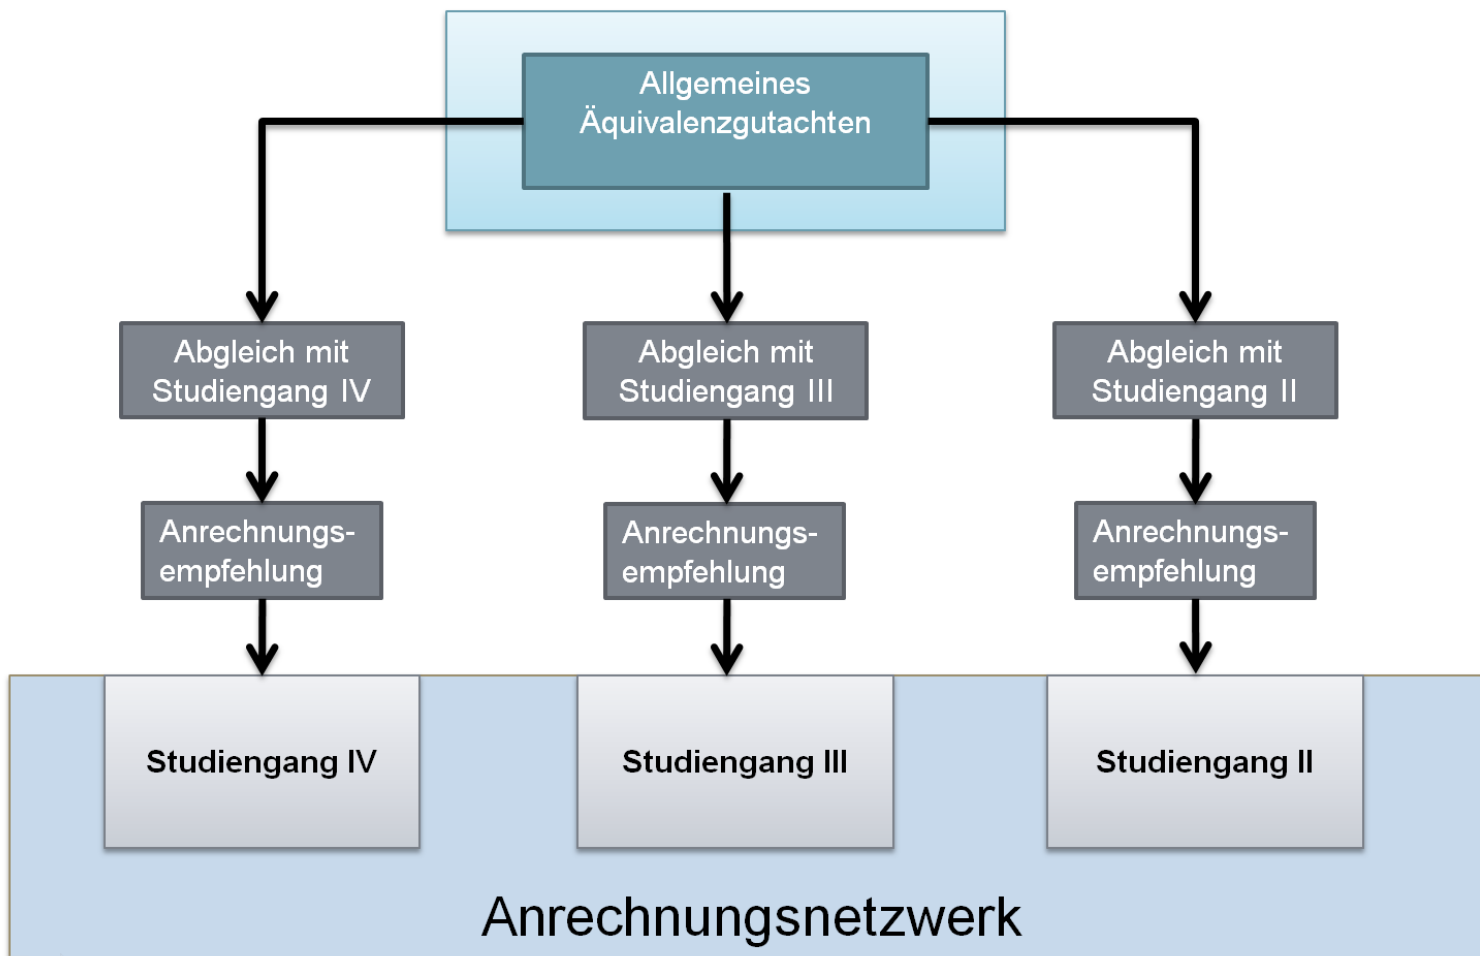 Allgemeines
Äquivalenzgutachten
Abgleich mit
Studiengang IV
Abgleich mit
Studiengang III
Abgleich mit
Studiengang II
Anrechnungs-
empfehlung
Anrechnungs-
empfehlung
Anrechnungs-
empfehlung
Studiengang IV
Studiengang III
Studiengang II
Anrechnungsnetzwerk